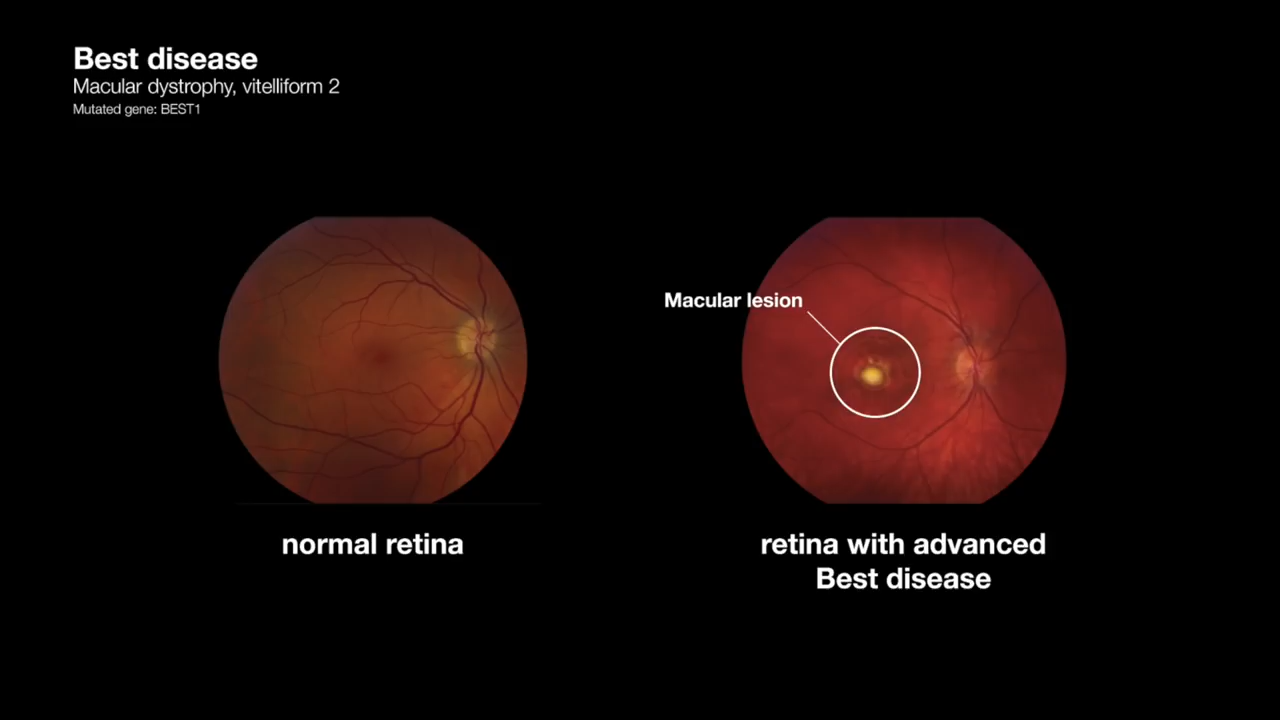 Best disease
Macular dystrophy, vitelliform 2
Mutated gene: BEST1
Macular lesion
normal retina
retina with advanced
Best disease